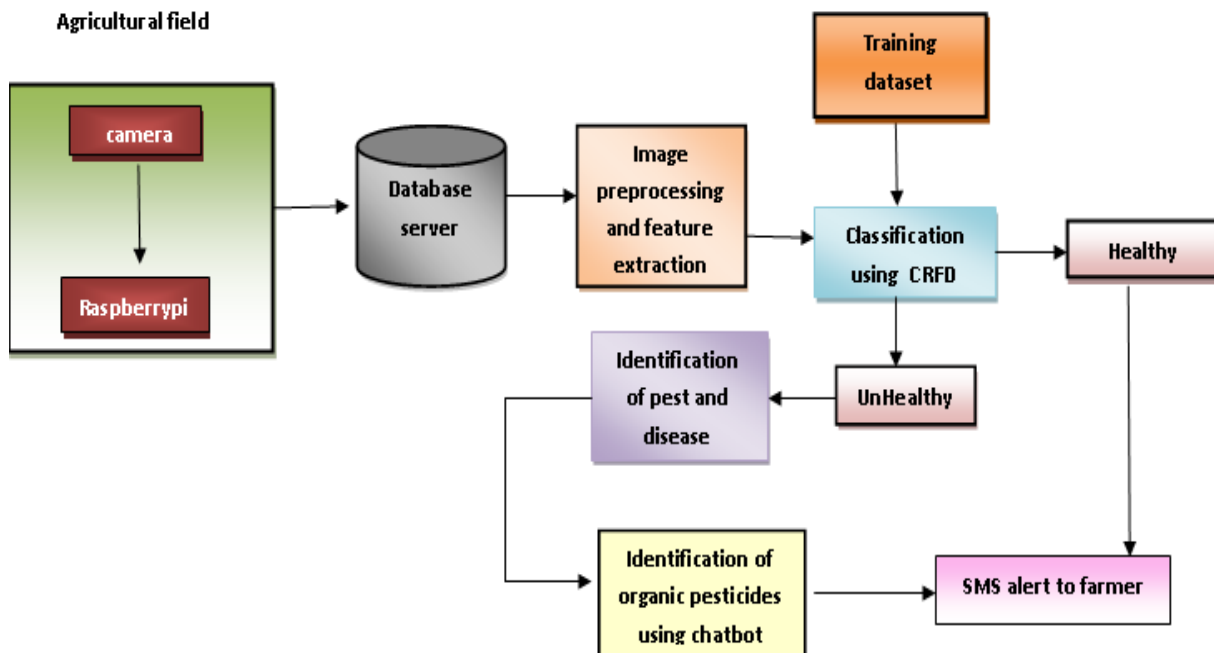 Agricultural field
Training
dataset
camera
Raspberrypi
Database
server
Image
preprocessing
and feature
extraction
Classification
using CRFD
Healthy
Identification
of pest and
disease
UnHealthy
Identification of
organic pesticides
using chatbot
SMS alert to farmer